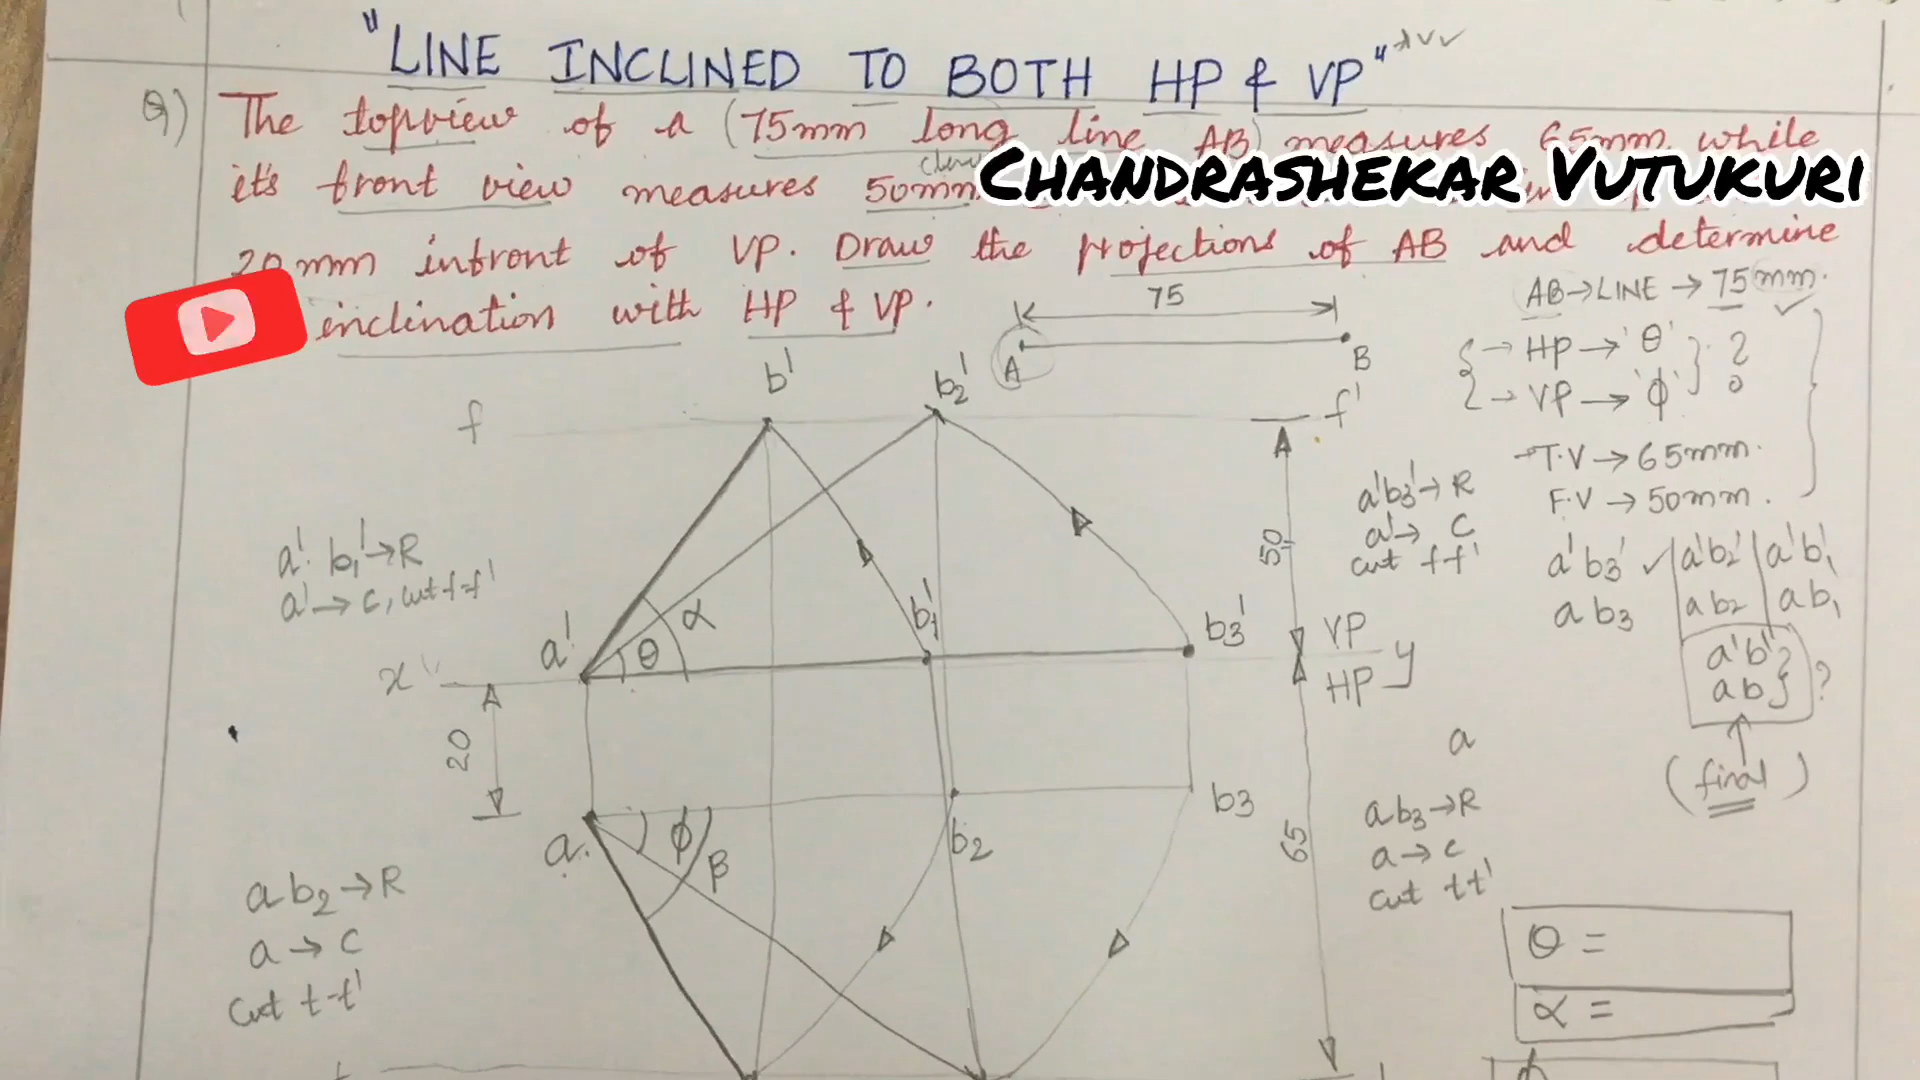 "LINE INCLINED TO BOTH HP & VP"
Q) The topview of a (75mm long line AB) measures 65mm while
it's front view measures 50mm
CHANDRASHEKAR VUTUKURI
20mm infront of VP. Draw the projections of AB and determine
inclination with HP & VP.
75
A
B
AB→LINE→75mm.
→HP→'θ' } ?
→VP→'ϕ'
→T.V→65mm.
F.V→50mm.
a'b3' ✓ | a'b2' | a'b1'
ab3 | ab2 | ab1
a'b' }
ab } ?
(final)
f
b'
b2'
f'
50
a'b3'→R
a'→C
cut f-f'
a'b1'→R
a'→C, cut f-f'
a'
θ
α
b1'
b3'
x
VP
HP
y
20
a
a.
ϕ
β
b2
b3
65
ab3→R
a→C
cut tt'
ab2→R
a→C
cut t-t'
θ =
α =